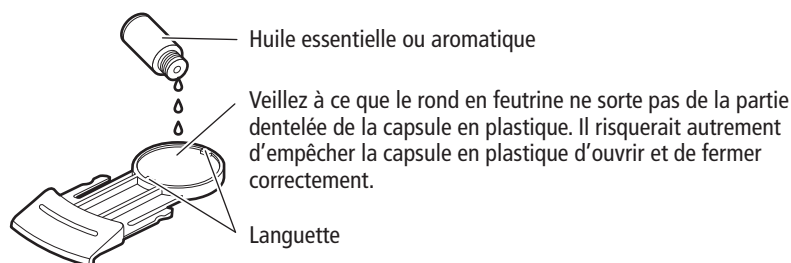 Huile essentielle ou aromatique
Veillez à ce que le rond en feutrine ne sorte pas de la partie
dentelée de la capsule en plastique. Il risquerait autrement
d’empêcher la capsule en plastique d’ouvrir et de fermer
correctement.
Languette